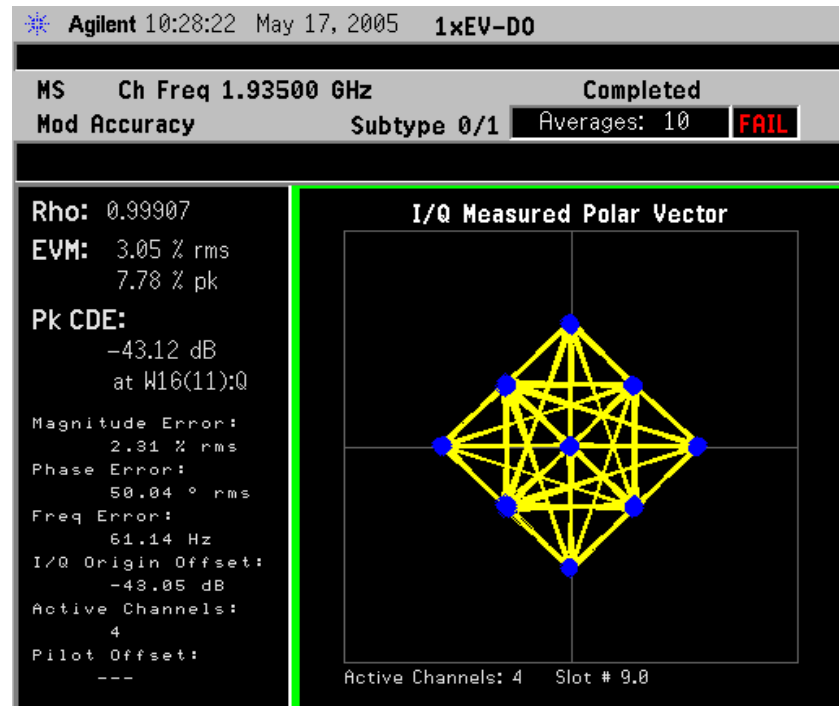 Agilent 10:28:22 May 17, 2005 1xEV-DO
MS Ch Freq 1.93500 GHz Completed
Mod Accuracy Subtype 0/1 Averages: 10 FAIL
Rho: 0.99907
EVM: 3.05 % rms
7.78 % pk
Pk CDE:
-43.12 dB
at W16(11):Q
Magnitude Error:
2.31 % rms
Phase Error:
50.04 ° rms
Freq Error:
61.14 Hz
I/Q Origin Offset:
-43.05 dB
Active Channels:
4
Pilot Offset:
---
I/Q Measured Polar Vector
Active Channels: 4 Slot # 9.0